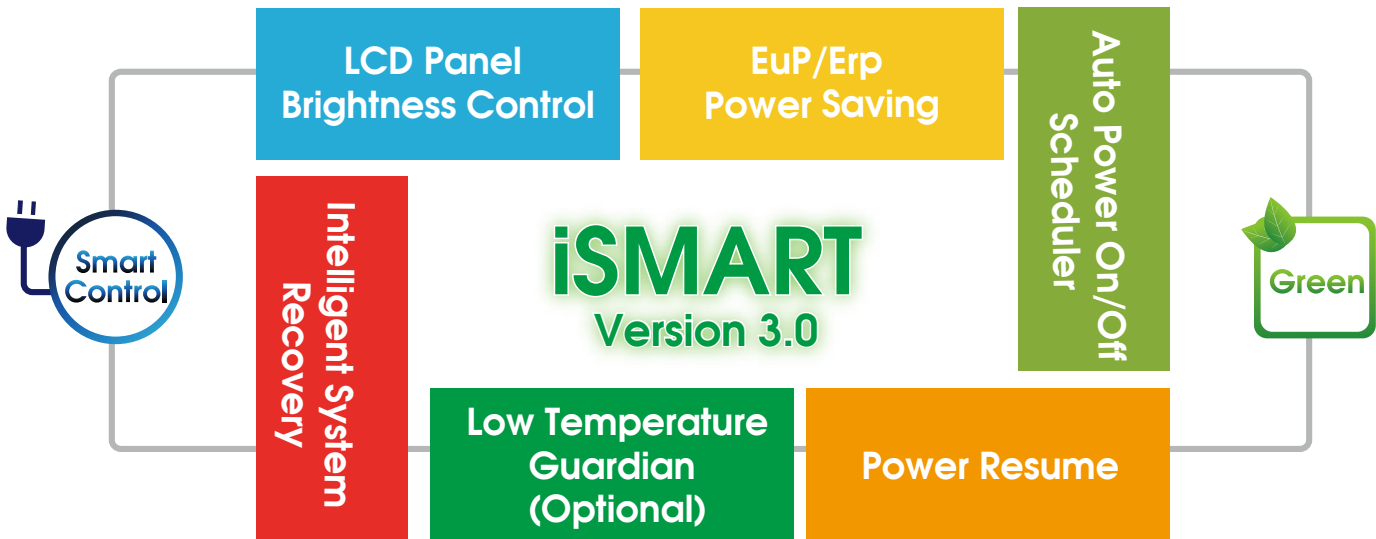 LCD Panel
Brightness Control
EuP/Erp
Power Saving
Auto Power On/Off
Scheduler
Smart
Control
Intelligent System
Recovery
iSMART
Version 3.0
Green
Low Temperature
Guardian
(Optional)
Power Resume